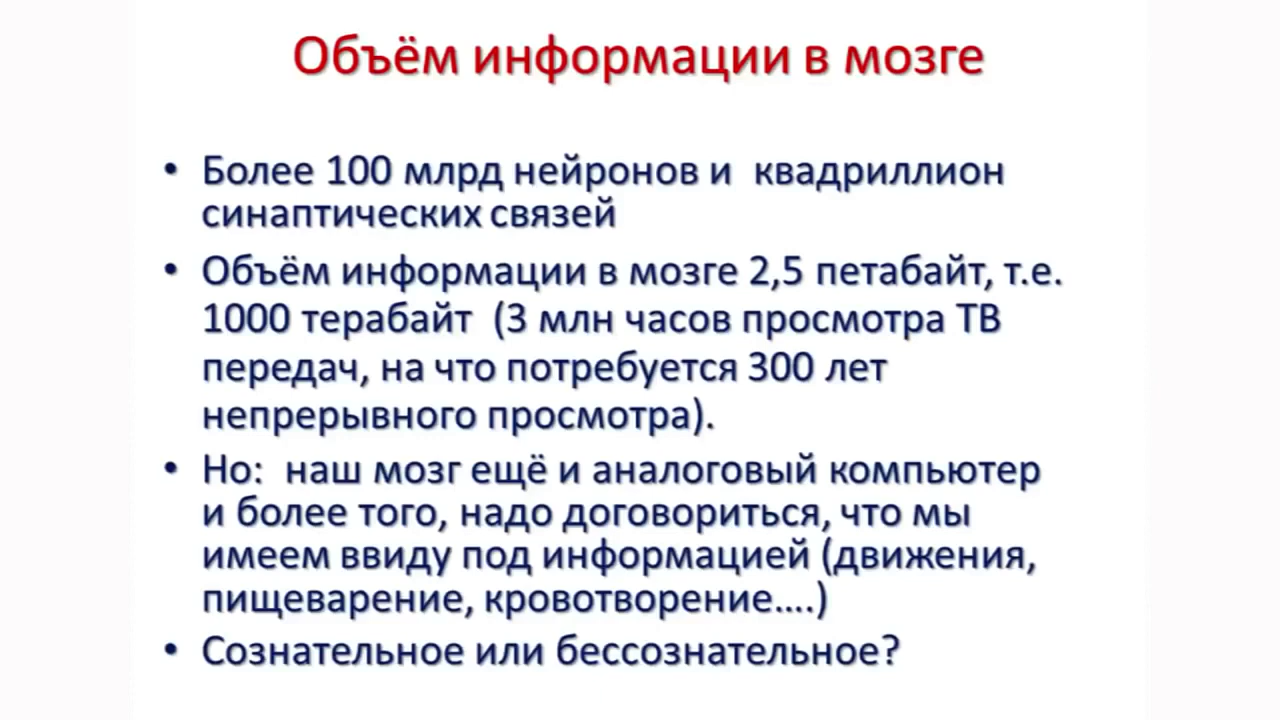 Объём информации в мозге
• Более 100 млрд нейронов и квадриллион
синаптических связей
• Объём информации в мозге 2,5 петабайт, т.е.
1000 терабайт (3 млн часов просмотра ТВ
передач, на что потребуется 300 лет
непрерывного просмотра).
• Но: наш мозг ещё и аналоговый компьютер
и более того, надо договориться, что мы
имеем ввиду под информацией (движения,
пищеварение, кровотворение....)
• Сознательное или бессознательное?